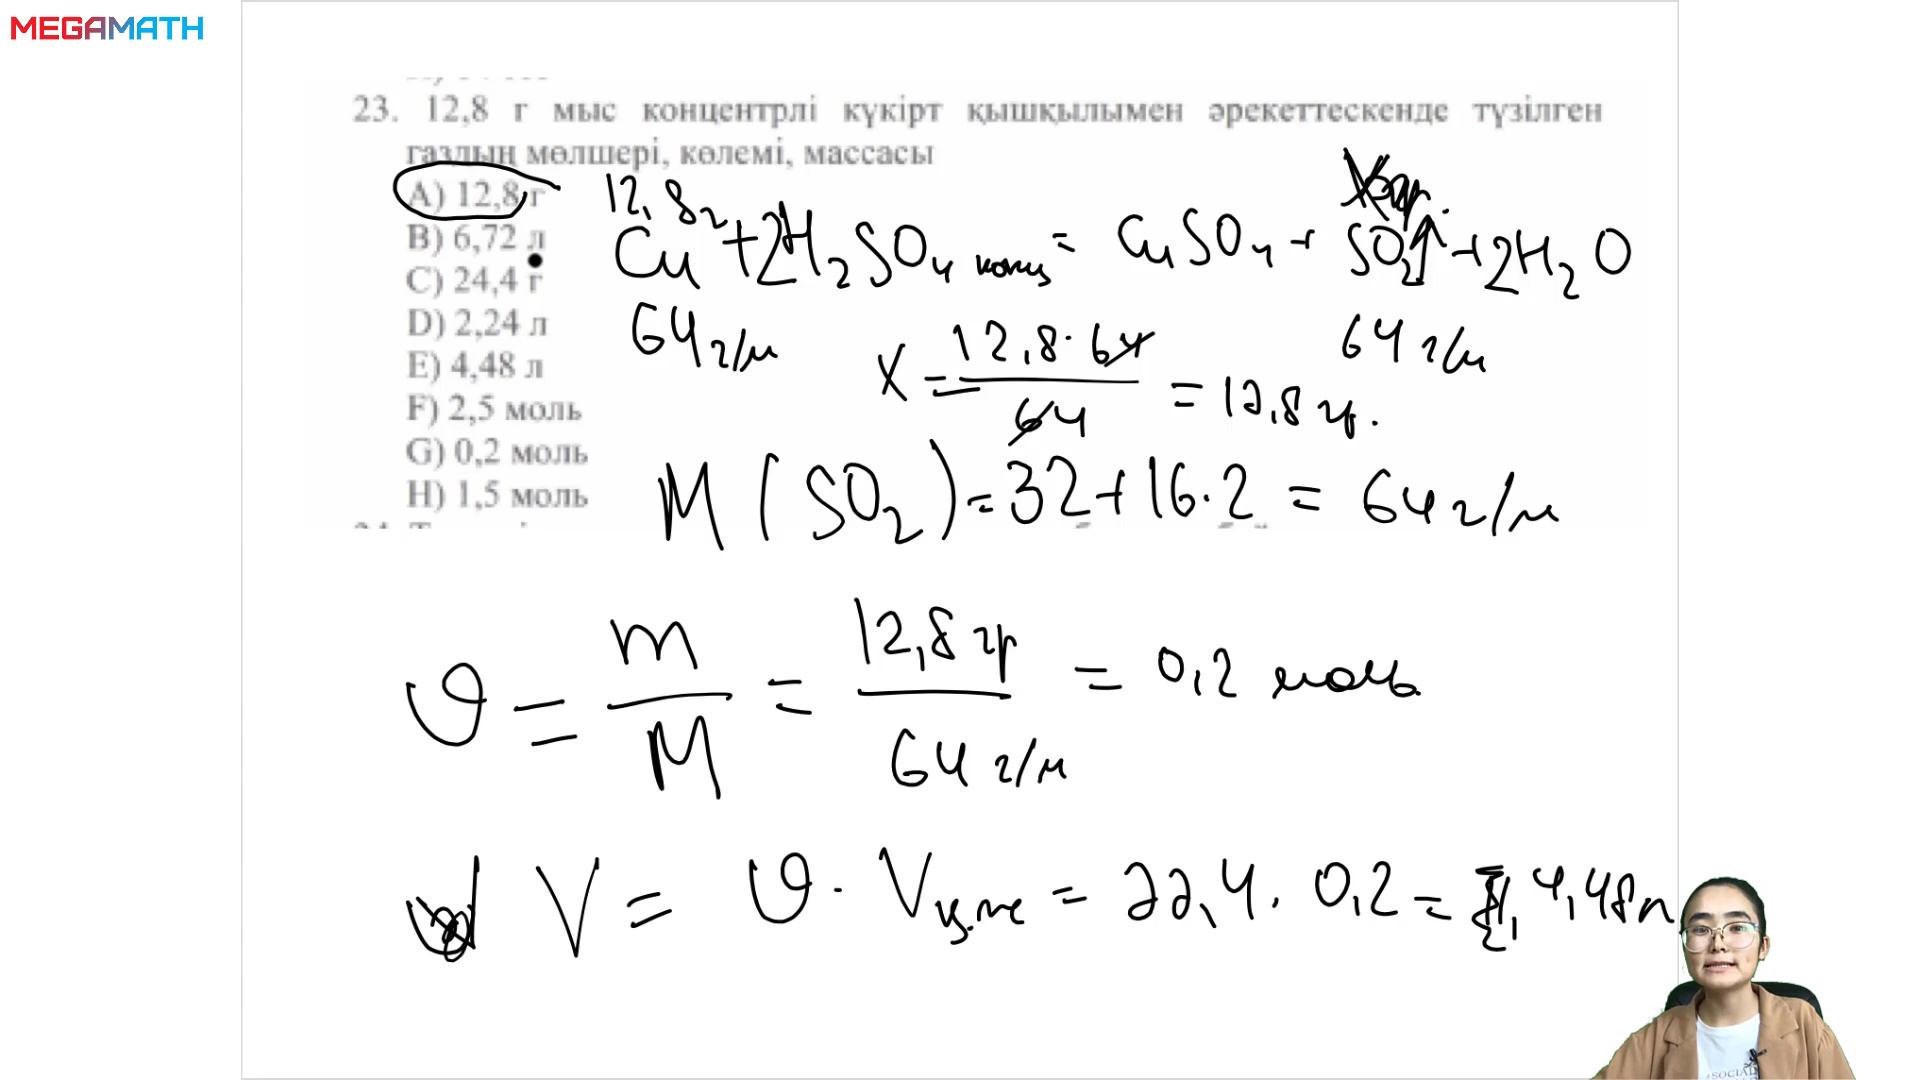 MEGAMATH
23. 12,8 г мыс концентрлі күкірт қышқылымен әрекеттескенде түзілген
газдың мөлшері, көлемі, массасы
A) 12,8 г
B) 6,72 л
C) 24,4 г
D) 2,24 л
E) 4,48 л
F) 2,5 моль
G) 0,2 моль
H) 1,5 моль
12,8г
Cu + 2H2SO4 конц = CuSO4 + SO2↑ + 2H2O
64 г/м
64 г/м
x = 12,8·64 / 64 = 12,8 гр.
M (SO2) = 32+16·2 = 64 г/м
ϑ = m / M = 12,8 гр / 64 г/м = 0,2 моль
V = ϑ · V = 22,4 · 0,2 = 4,48л